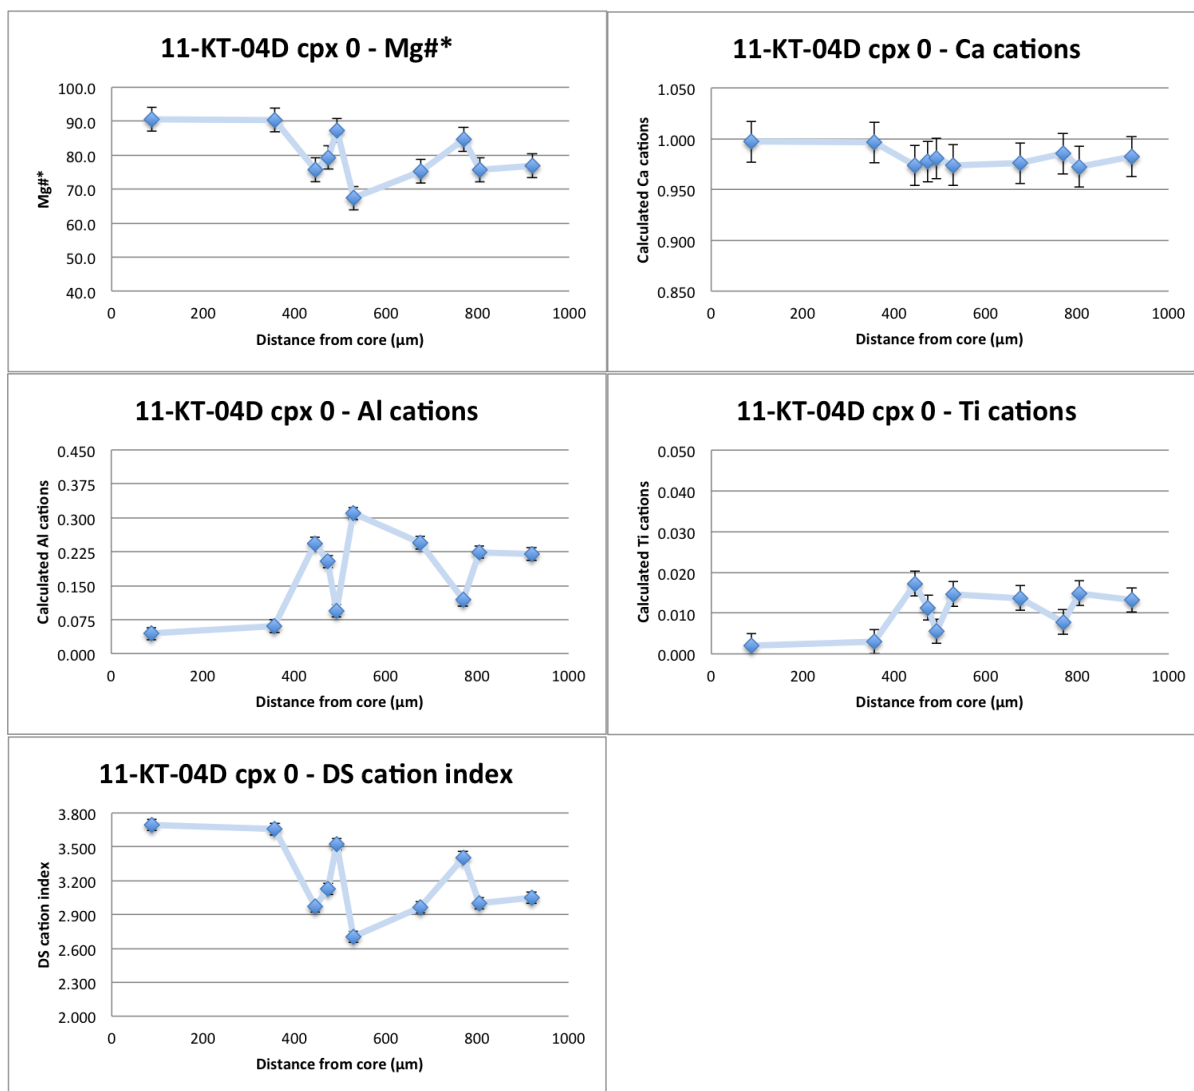 11-KT-04D cpx 0 - Mg#*
100.0
90.0
80.0
70.0
60.0
50.0
40.0
Mg#*
0 200 400 600 800 1000
Distance from core (μm)
11-KT-04D cpx 0 - Ca cations
1.050
1.000
0.950
0.900
0.850
Calculated Ca cations
0 200 400 600 800 1000
Distance from core (μm)
11-KT-04D cpx 0 - Al cations
0.450
0.375
0.300
0.225
0.150
0.075
0.000
Calculated Al cations
0 200 400 600 800 1000
Distance from core (μm)
11-KT-04D cpx 0 - Ti cations
0.050
0.040
0.030
0.020
0.010
0.000
Calculated Ti cations
0 200 400 600 800 1000
Distance from core (μm)
11-KT-04D cpx 0 - DS cation index
3.800
3.500
3.200
2.900
2.600
2.300
2.000
DS cation index
0 200 400 600 800 1000
Distance from core (μm)